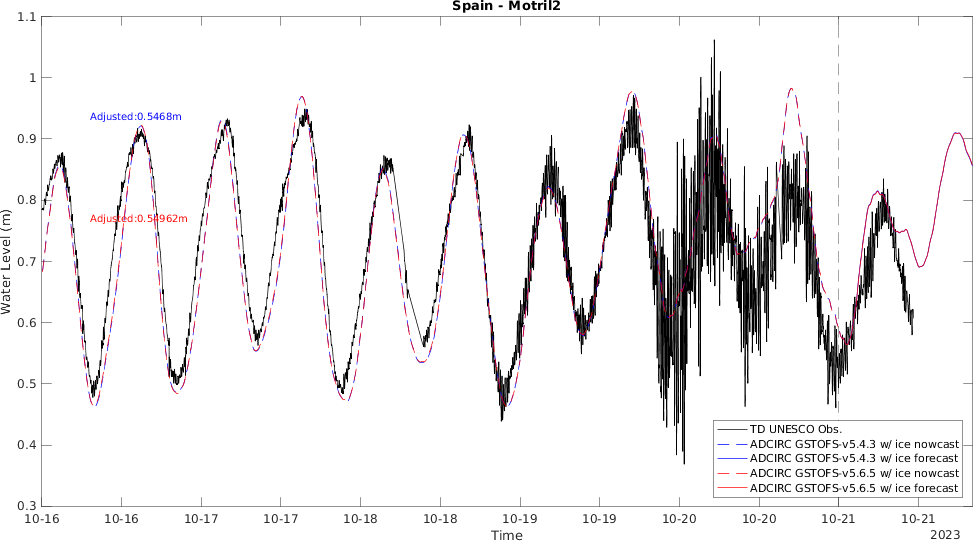 Spain - Motril2
1.1
1
0.9
0.8
0.7
0.6
0.5
0.4
0.3
Water Level (m)
Adjusted:0.5468m
Adjusted:0.54962m
TD UNESCO Obs.
ADCIRC GSTOFS-v5.4.3 w/ ice nowcast
ADCIRC GSTOFS-v5.4.3 w/ ice forecast
ADCIRC GSTOFS-v5.6.5 w/ ice nowcast
ADCIRC GSTOFS-v5.6.5 w/ ice forecast
10-16 10-16 10-17 10-17 10-18 10-18 10-19 10-19 10-20 10-20 10-21 10-21
2023
Time